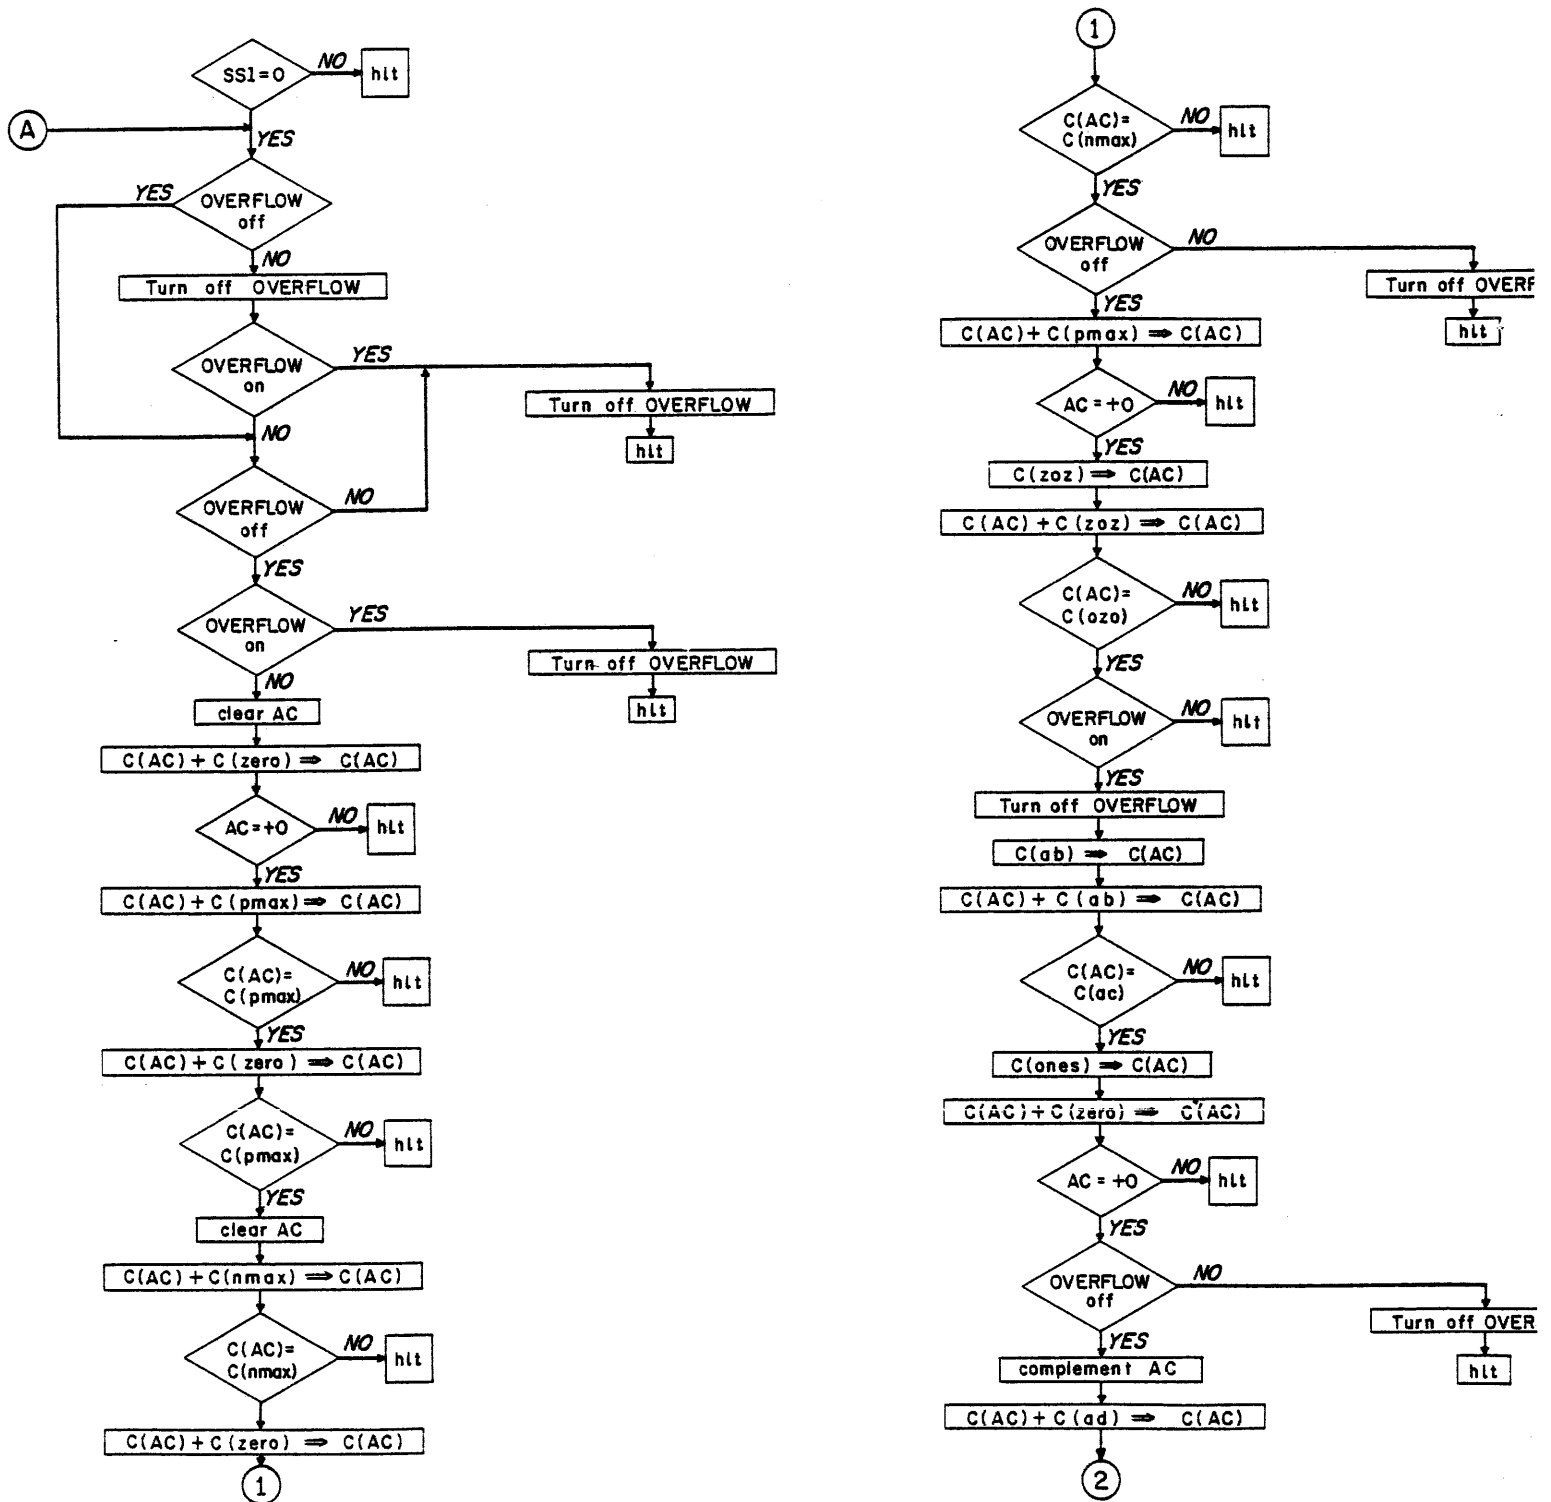 SS1=0
NO
hlt
A
YES
OVERFLOW
off
YES
NO
Turn off OVERFLOW
OVERFLOW
on
YES
Turn off OVERFLOW
hlt
NO
OVERFLOW
off
NO
YES
OVERFLOW
on
YES
Turn off OVERFLOW
hlt
NO
clear AC
C(AC)+C(zero)⇒ C(AC)
AC=+0
NO
hlt
YES
C(AC)+C(pmax)⇒ C(AC)
C(AC)=
C(pmax)
NO
hlt
YES
C(AC)+C(zero)⇒ C(AC)
C(AC)=
C(pmax)
NO
hlt
YES
clear AC
C(AC)+C(nmax)⇒C(AC)
C(AC)=
C(nmax)
NO
hlt
C(AC)+C(zero)⇒ C(AC)
1
1
C(AC)=
C(nmax)
NO
hlt
YES
OVERFLOW
off
NO
Turn off OVERF
hlt
YES
C(AC)+C(pmax)⇒C(AC)
AC=+0
NO
hlt
YES
C(zoz)⇒ C(AC)
C(AC)+C(zoz)⇒ C(AC)
C(AC)=
C(ozo)
NO
hlt
YES
OVERFLOW
on
NO
hlt
YES
Turn off OVERFLOW
C(ab)⇒ C(AC)
C(AC)+C(ab)⇒ C(AC)
C(AC)=
C(ac)
NO
hlt
YES
C(ones)⇒C(AC)
C(AC)+C(zero)⇒ C(AC)
AC=+0
NO
hlt
YES
OVERFLOW
off
NO
Turn off OVER
hlt
YES
complement AC
C(AC)+C(ad)⇒ C(AC)
2